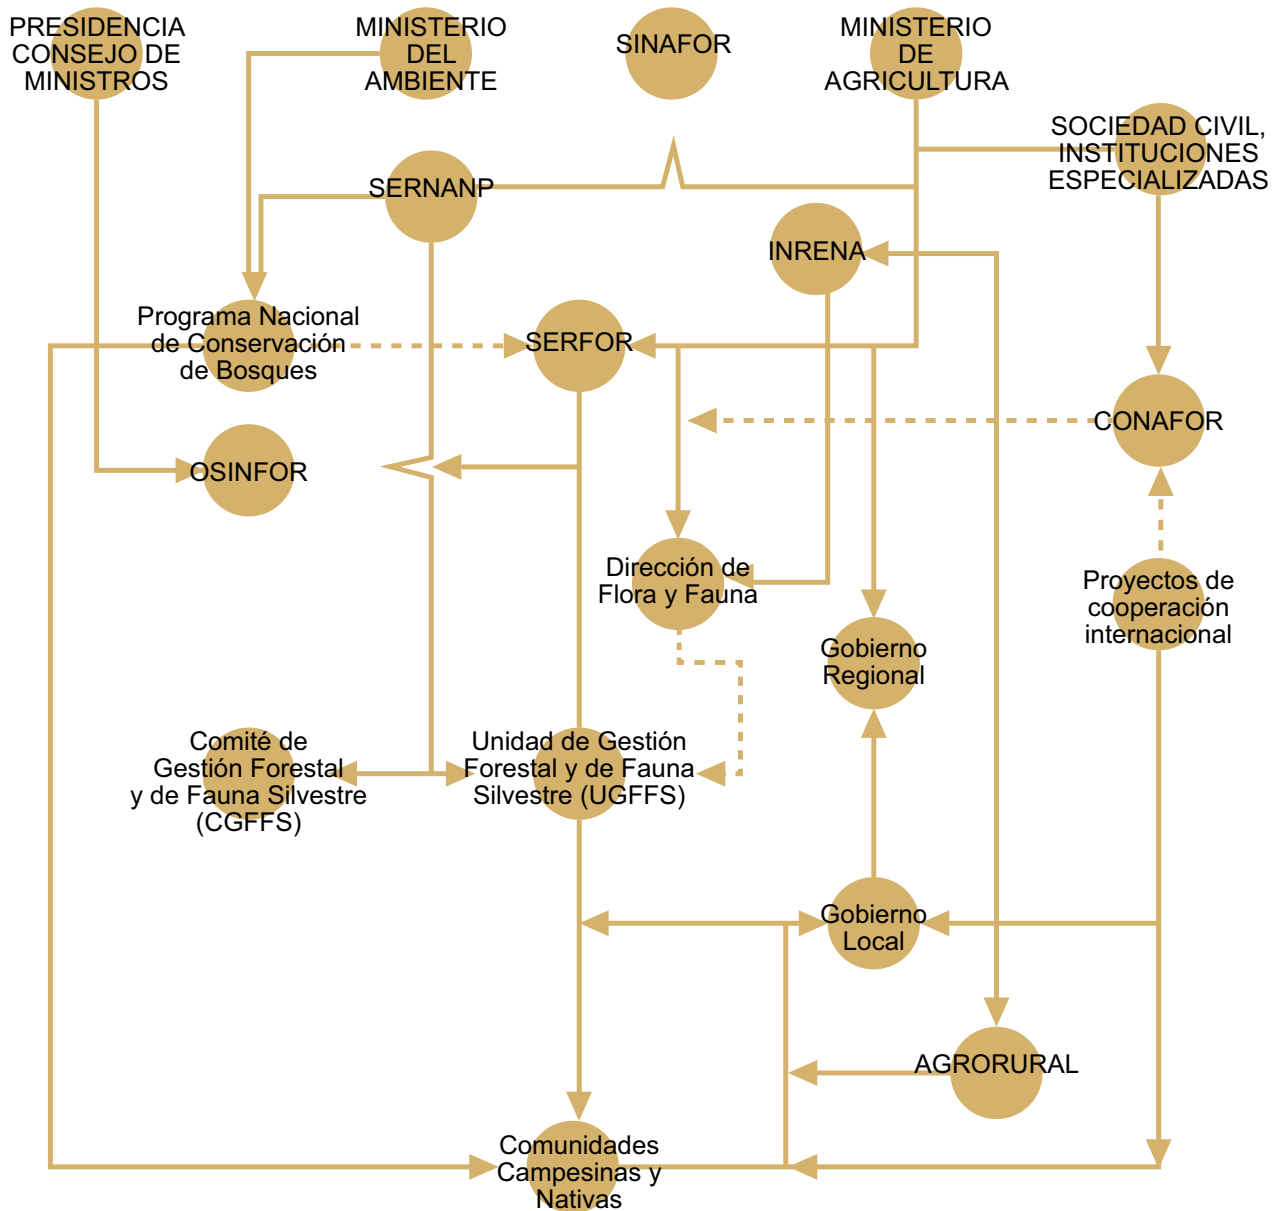 PRESIDENCIA
CONSEJO DE
MINISTROS
MINISTERIO
DEL
AMBIENTE
SINAFOR
MINISTERIO
DE
AGRICULTURA
SOCIEDAD CIVIL,
INSTITUCIONES
ESPECIALIZADAS
SERNANP
INRENA
Programa Nacional
de Conservación
de Bosques
SERFOR
CONAFOR
OSINFOR
Dirección de
Flora y Fauna
Proyectos de
cooperación
internacional
Gobierno
Regional
Comité de
Gestión Forestal
y de Fauna Silvestre
(CGFFS)
Unidad de Gestión
Forestal y de Fauna
Silvestre (UGFFS)
Gobierno
Local
AGRORURAL
Comunidades
Campesinas y
Nativas